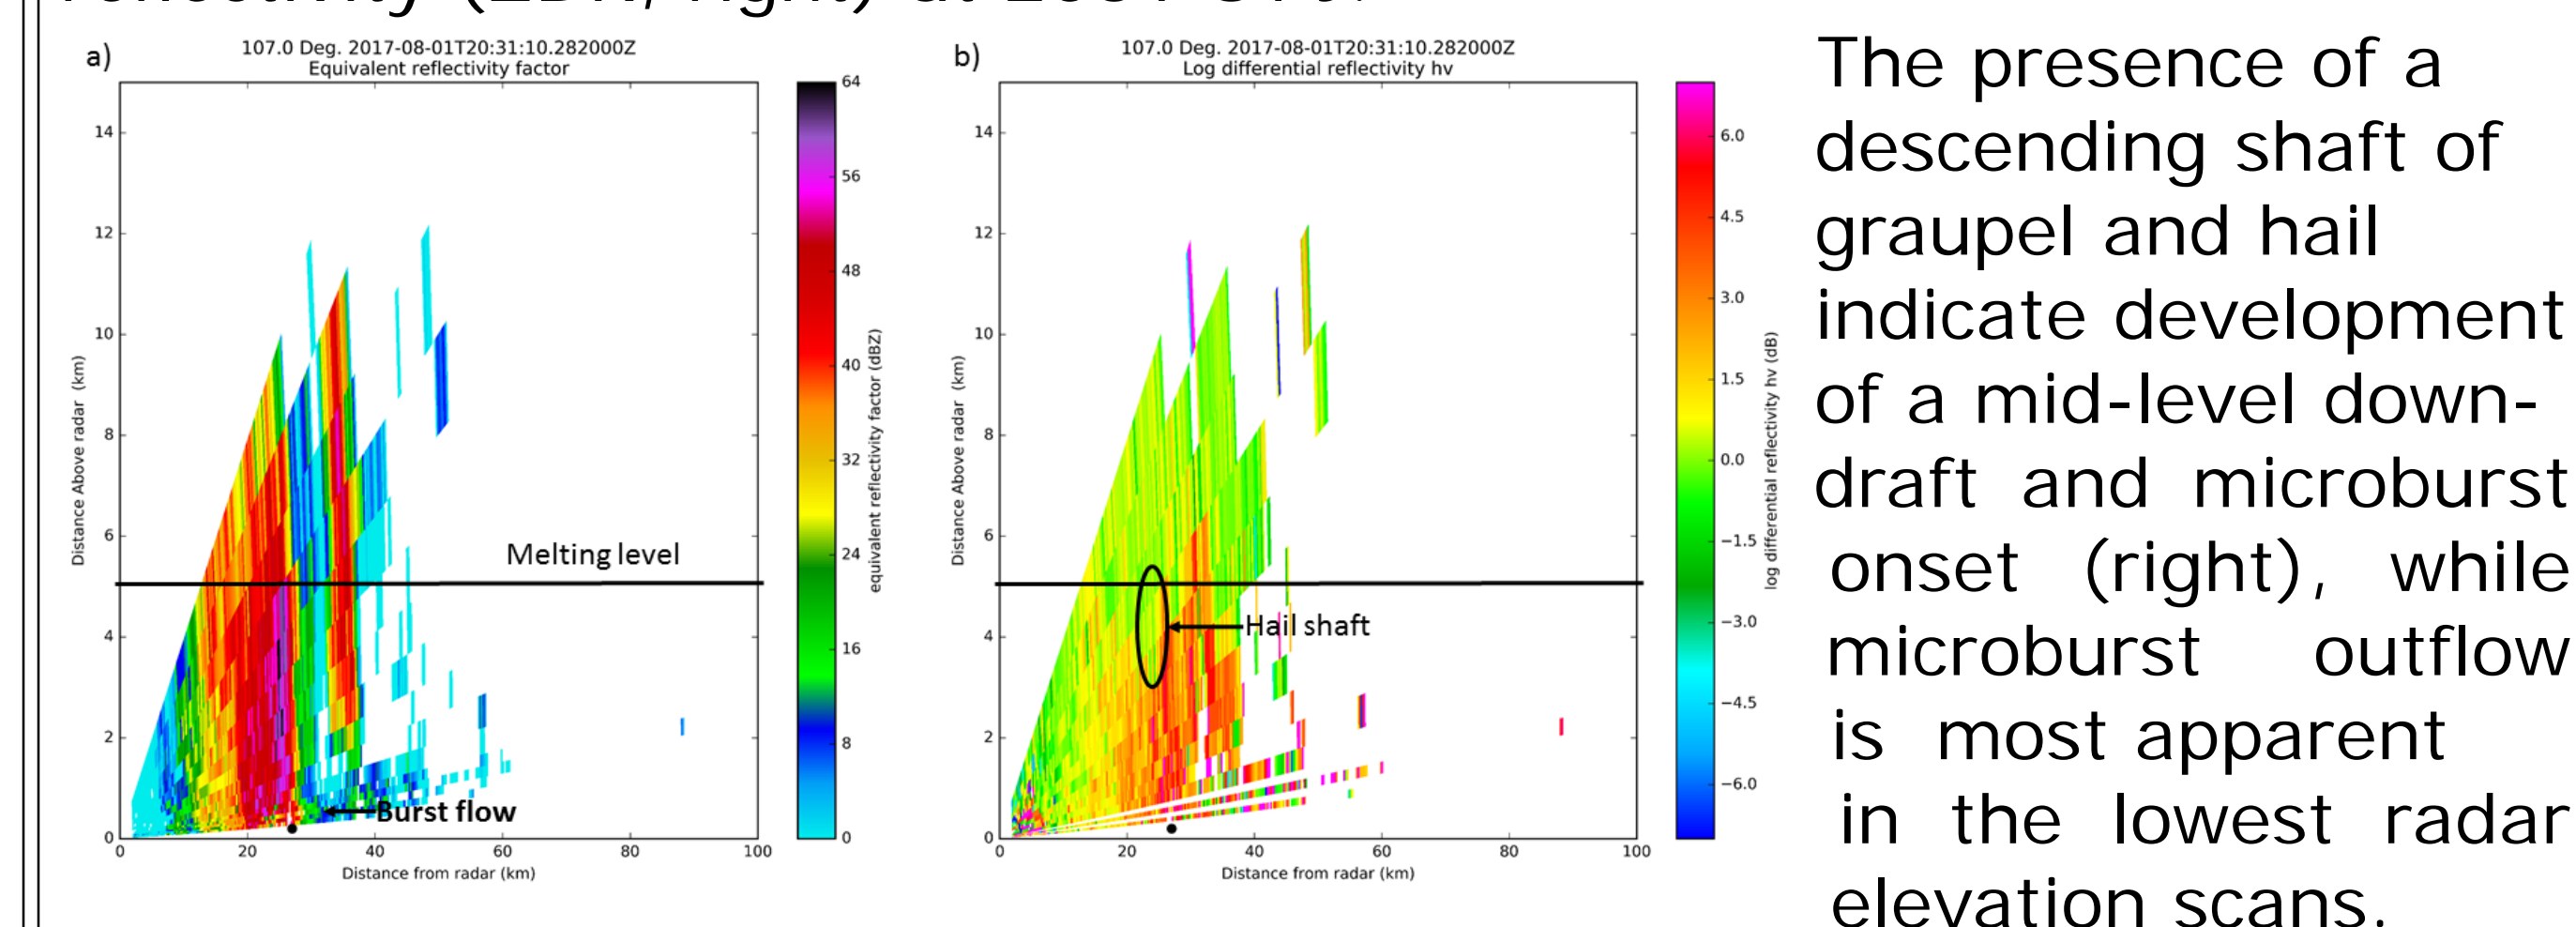 a)
107.0 Deg. 2017-08-01T20:31:10.282000Z
Equivalent reflectivity factor
14
12
10
8
6
4
2
0
Distance Above radar (km)
0 20 40 60 80 100
Distance from radar (km)
Melting level
Burst flow
64
56
48
40
32
24
16
8
0
equivalent reflectivity factor (dBZ)
b)
107.0 Deg. 2017-08-01T20:31:10.282000Z
Log differential reflectivity hv
14
12
10
8
6
4
2
0
Distance Above radar (km)
0 20 40 60 80 100
Distance from radar (km)
Hail shaft
6.0
4.5
3.0
1.5
0.0
−1.5
−3.0
−4.5
−6.0
log differential reflectivity hv (dB)
The presence of a
descending shaft of
graupel and hail
indicate development
of a mid-level down-
draft and microburst
onset (right), while
microburst outflow
is most apparent
in the lowest radar
elevation scans.